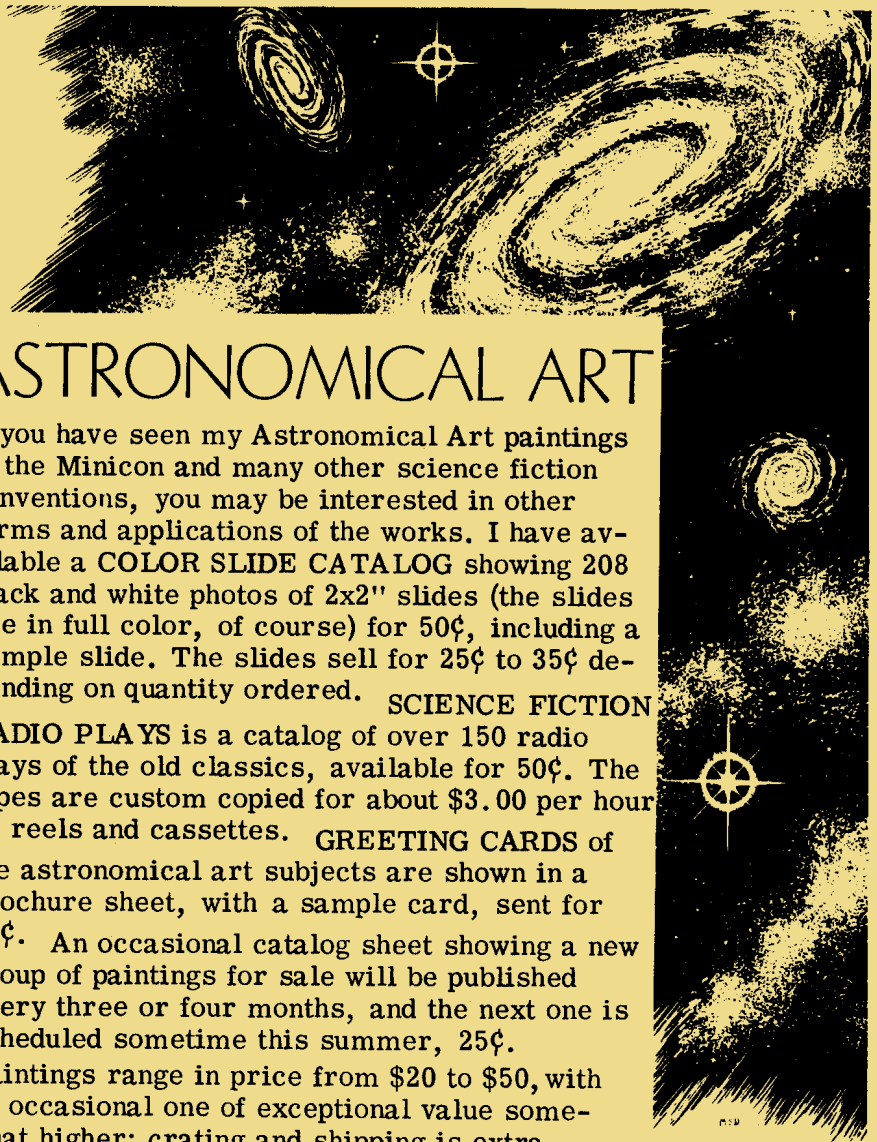 ASTRONOMICAL ART
you have seen my Astronomical Art paintings
the Minicon and many other science fiction
nventions, you may be interested in other
rms and applications of the works. I have av-
lable a COLOR SLIDE CATALOG showing 208
ack and white photos of 2x2" slides (the slides
e in full color, of course) for 50¢, including a
mple slide. The slides sell for 25¢ to 35¢ de-
nding on quantity ordered. SCIENCE FICTION
ADIO PLAYS is a catalog of over 150 radio
ays of the old classics, available for 50¢. The
pes are custom copied for about $3.00 per hour
reels and cassettes. GREETING CARDS of
e astronomical art subjects are shown in a
ochure sheet, with a sample card, sent for
¢. An occasional catalog sheet showing a new
oup of paintings for sale will be published
ery three or four months, and the next one is
heduled sometime this summer, 25¢.
intings range in price from $20 to $50, with
occasional one of exceptional value some-
at higher; crating and shipping is extra